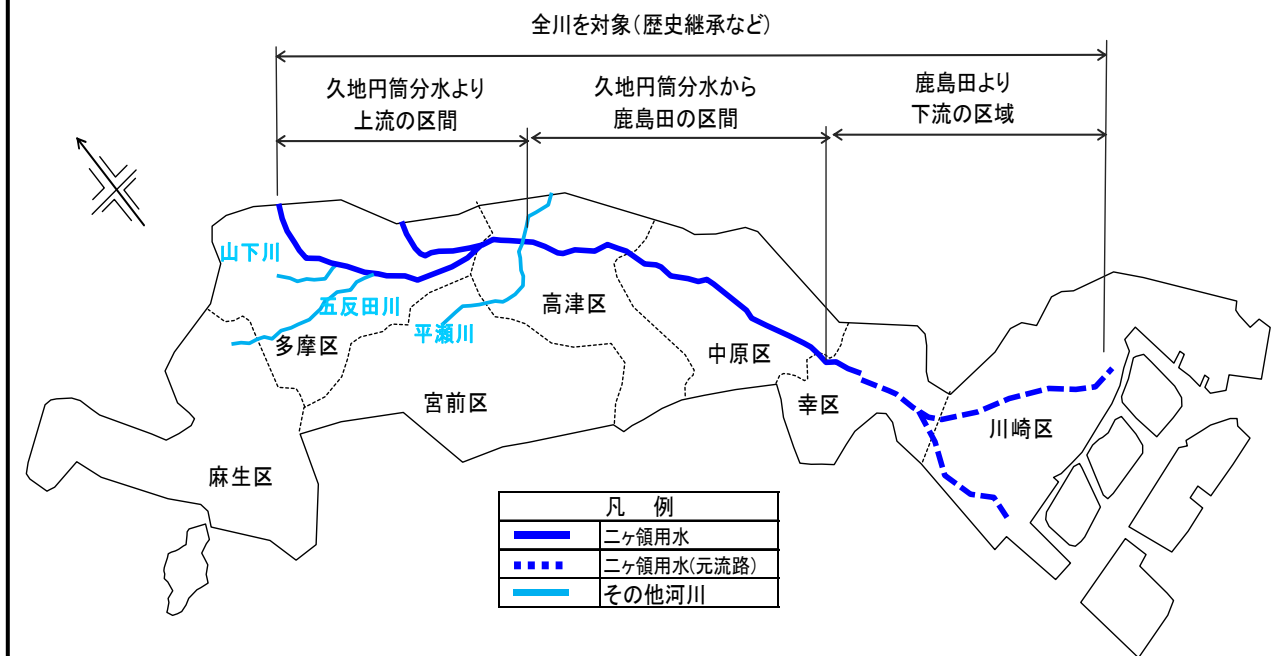 全川を対象(歴史継承など)
久地円筒分水より
上流の区間
久地円筒分水から
鹿島田の区間
鹿島田より
下流の区域
山下川
五反田川
平瀬川
多摩区
高津区
中原区
宮前区
幸区
川崎区
麻生区
凡 例
二ヶ領用水
二ヶ領用水(元流路)
その他河川